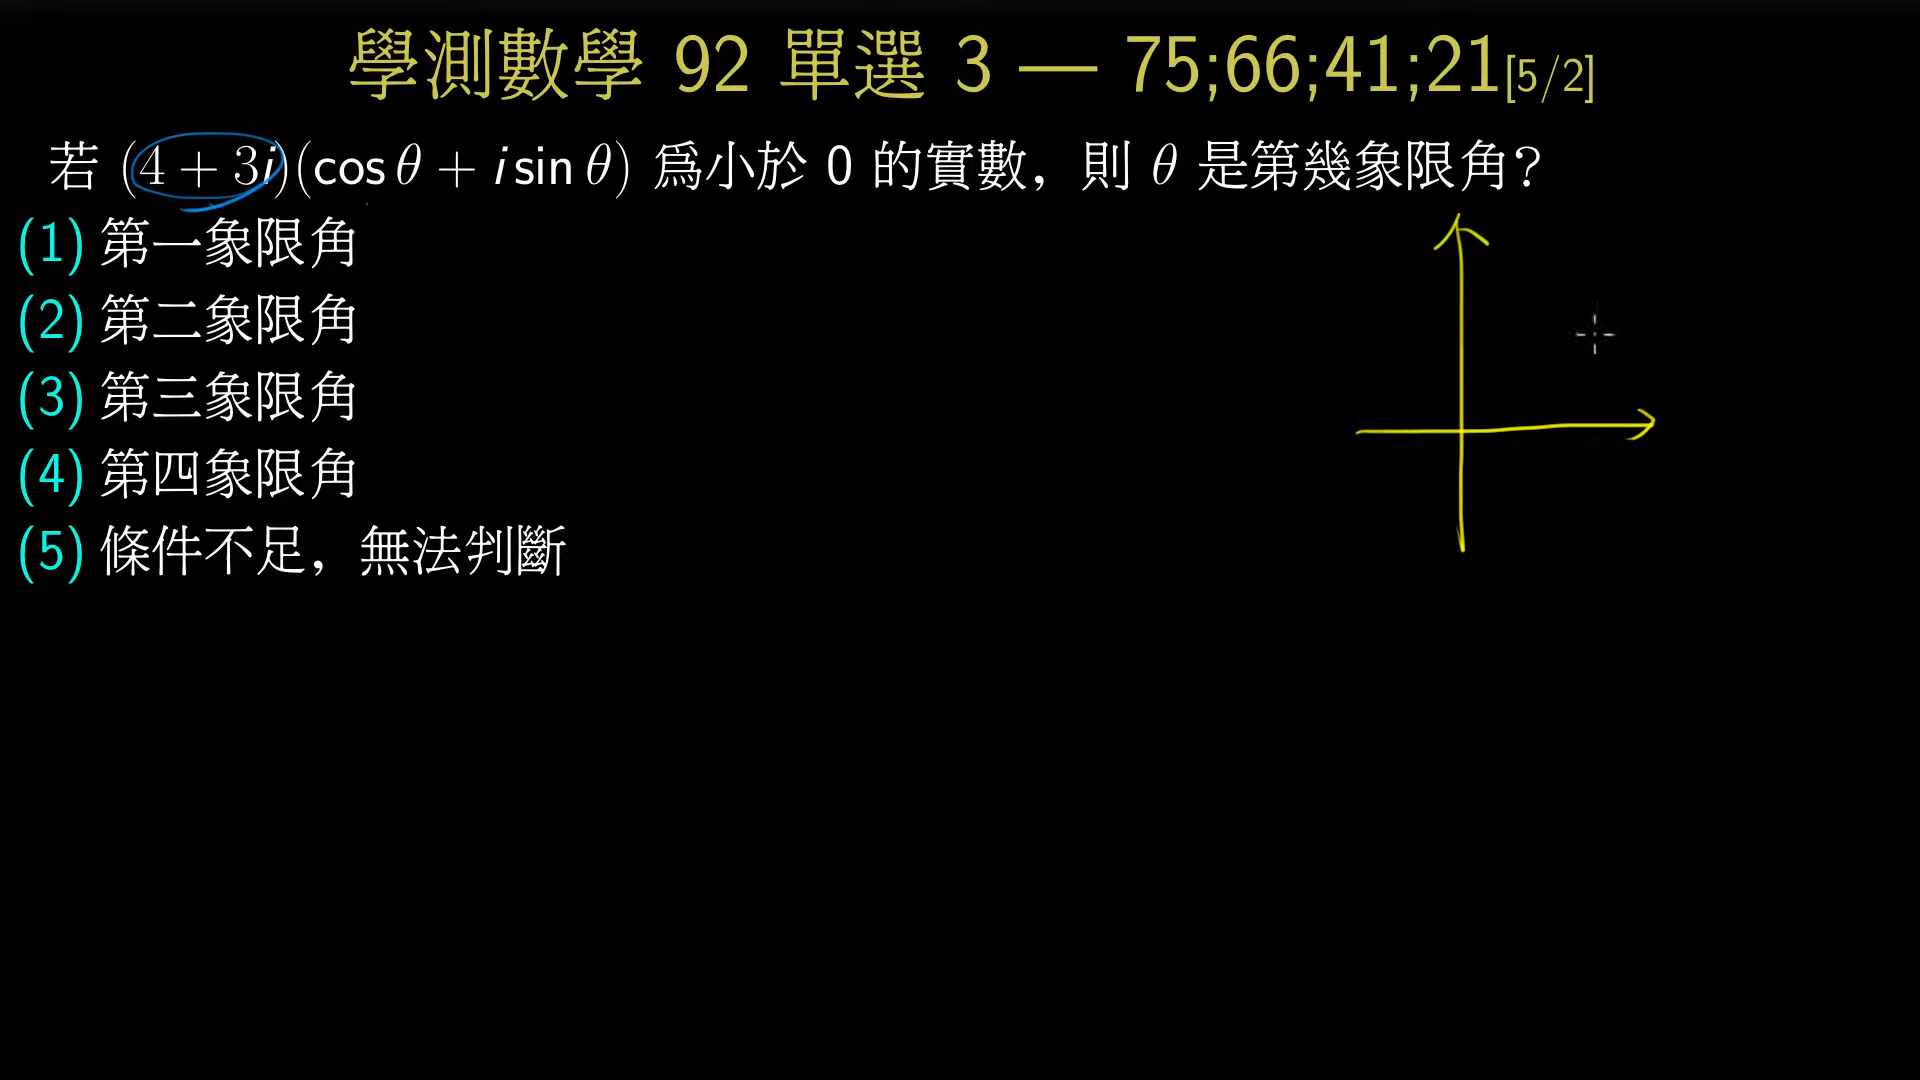 學測數學 92 單選 3 — 75;66;41;21[5/2]
若 (4 + 3i)(cos θ + i sin θ) 為小於 0 的實數，則 θ 是第幾象限角?
(1) 第一象限角
(2) 第二象限角
(3) 第三象限角
(4) 第四象限角
(5) 條件不足，無法判斷